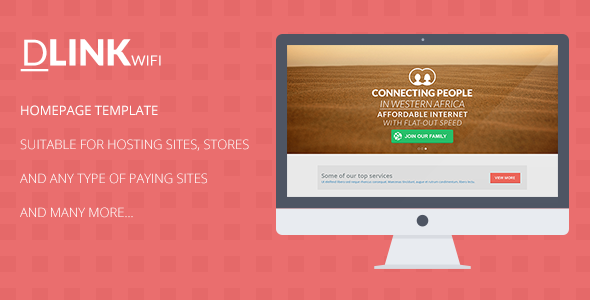 DLINK WIFI
HOMEPAGE TEMPLATE
SUITABLE FOR HOSTING SITES, STORES
AND ANY TYPE OF PAYING SITES
AND MANY MORE...
CONNECTING PEOPLE
IN WESTERN AFRICA
AFFORDABLE INTERNET
WITH FLAT OUT SPEED
JOIN OUR FAMILY
Some of our top services
VIEW MORE